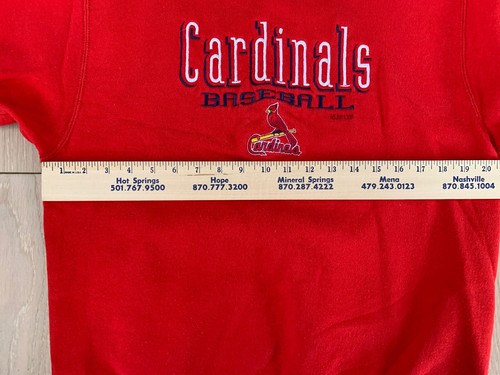 Cardinals
BASEBALL
Cardinals
1 2 3 4 5 6 7 8 9 10 11 12 13 14 15 16 17 18 19 20
Hot Springs Hope Mineral Springs Mena Nashville
501.767.9500 870.777.3200 870.287.4222 479.243.0123 870.845.1004